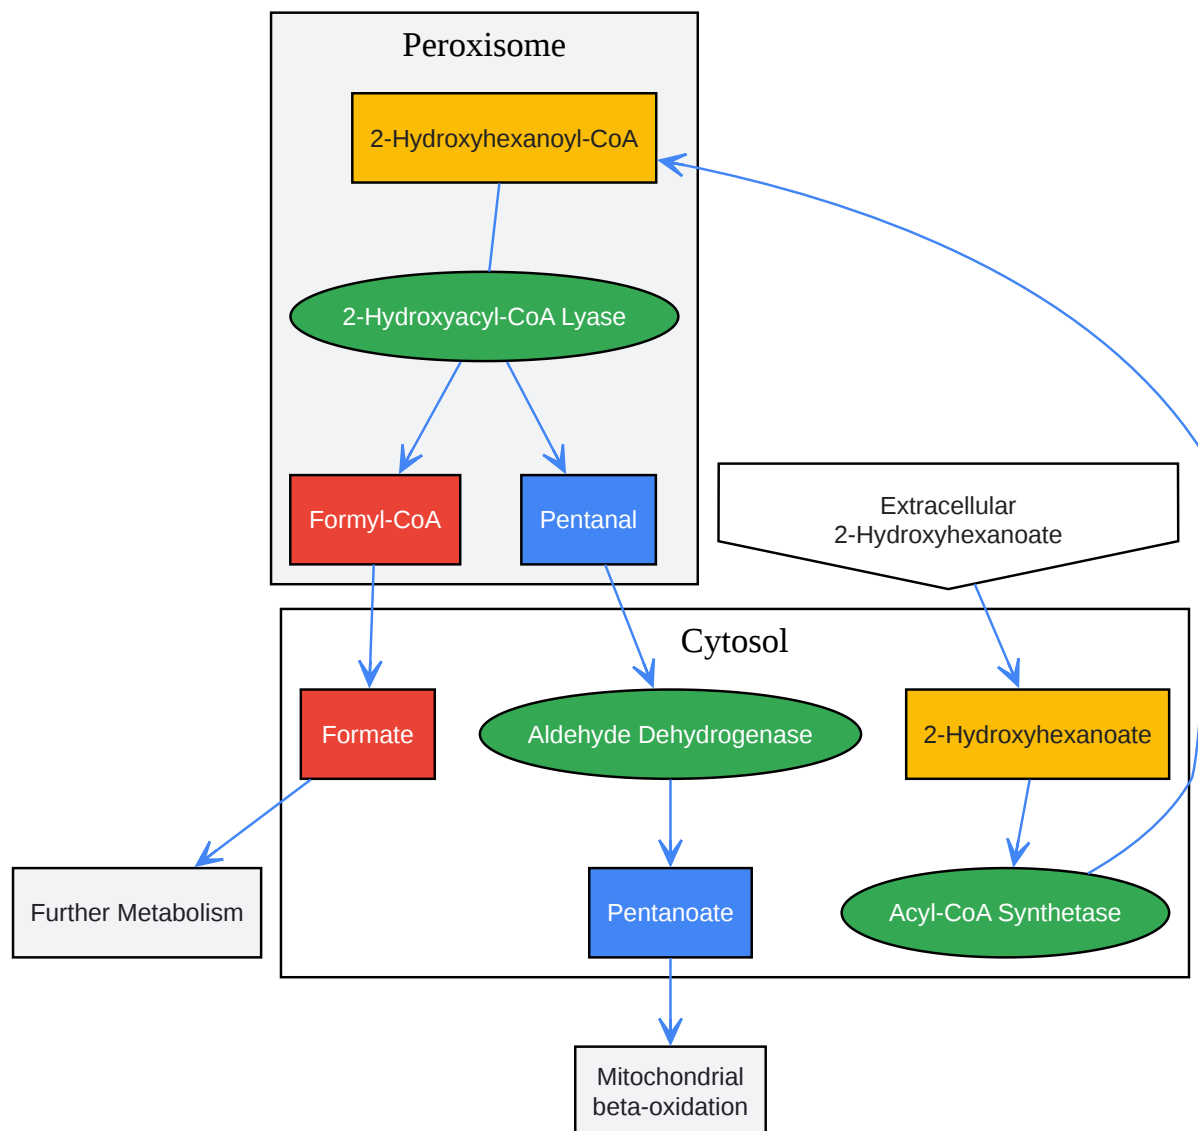 Peroxisome
2-Hydroxyhexanoyl-CoA
2-Hydroxyacyl-CoA Lyase
Formyl-CoA
Pentanal
Extracellular
2-Hydroxyhexanoate
Cytosol
Formate
Aldehyde Dehydrogenase
2-Hydroxyhexanoate
Further Metabolism
Pentanoate
Acyl-CoA Synthetase
Mitochondrial
beta-oxidation